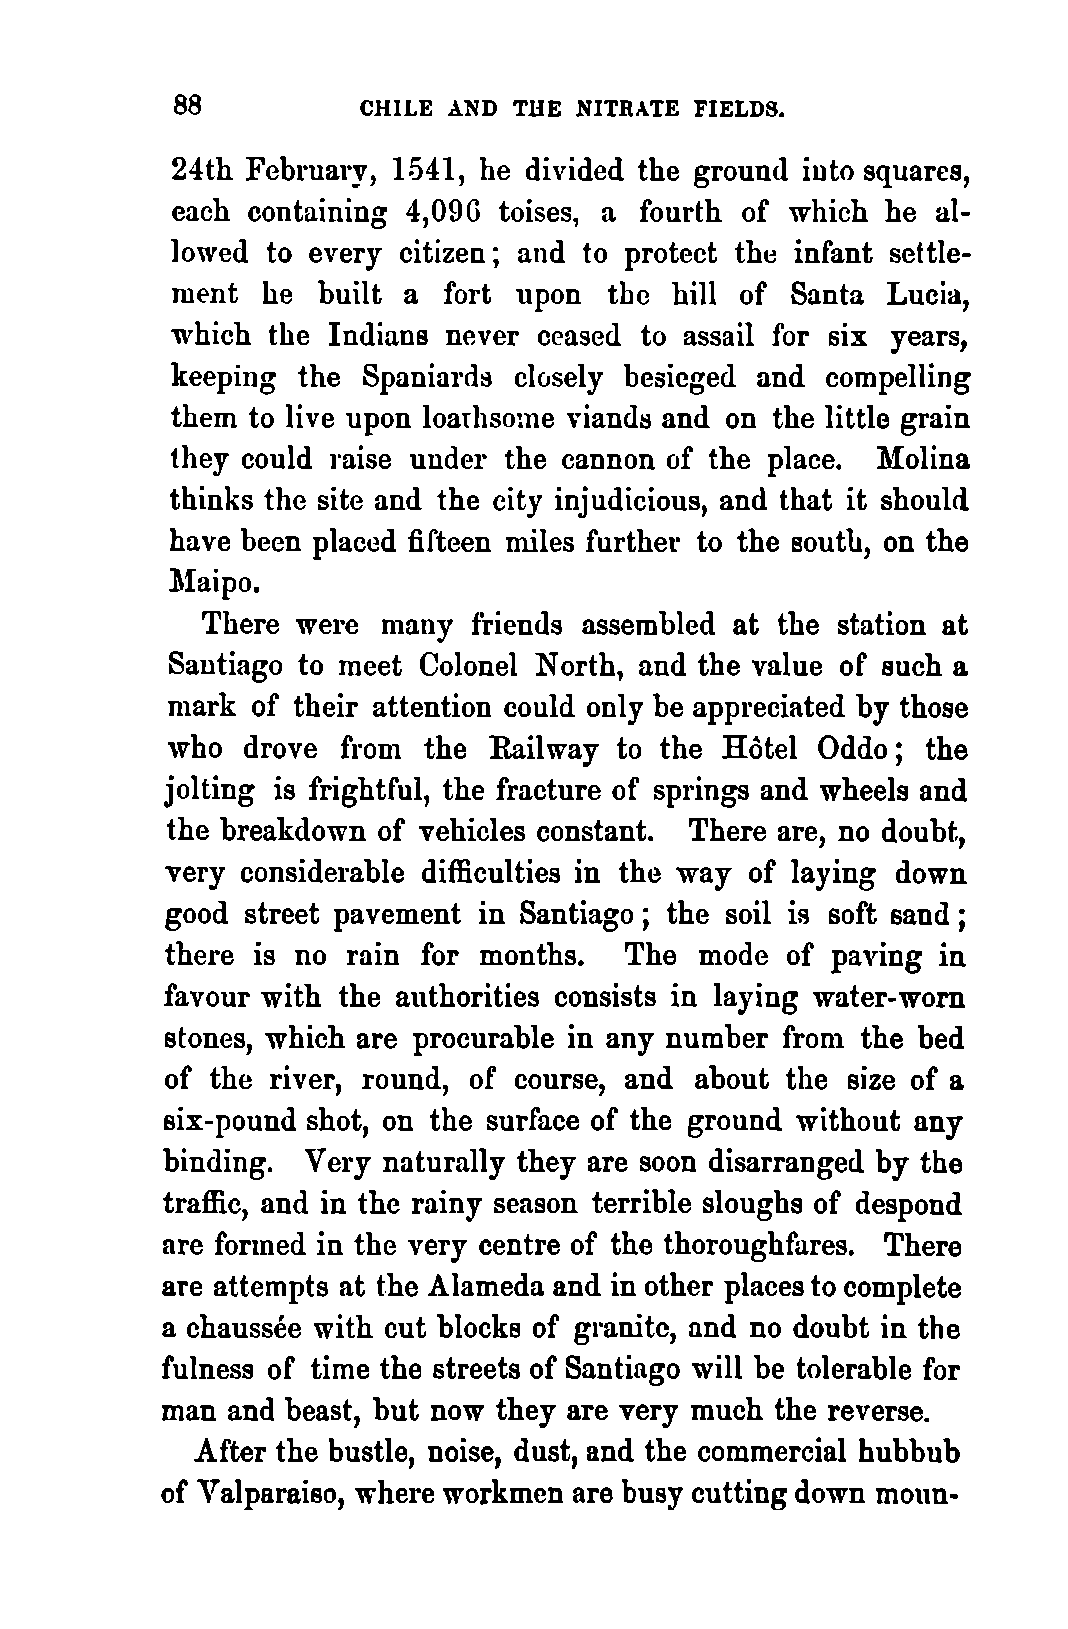 88 CHILE AND THE NITRATE FIELDS.
24th February, 1541, he divided the ground into squares,
each containing 4,096 toises, a fourth of which he al-
lowed to every citizen; and to protect the infant settle-
ment he built a fort upon the hill of Santa Lucia,
which the Indians never ceased to assail for six years,
keeping the Spaniards closely besieged and compelling
them to live upon loathsome viands and on the little grain
they could raise under the cannon of the place. Molina
thinks the site and the city injudicious, and that it should
have been placed fifteen miles further to the south, on the
Maipo.
There were many friends assembled at the station at
Santiago to meet Colonel North, and the value of such a
mark of their attention could only be appreciated by those
who drove from the Railway to the Hôtel Oddo; the
jolting is frightful, the fracture of springs and wheels and
the breakdown of vehicles constant. There are, no doubt,
very considerable difficulties in the way of laying down
good street pavement in Santiago; the soil is soft sand;
there is no rain for months. The mode of paving in
favour with the authorities consists in laying water-worn
stones, which are procurable in any number from the bed
of the river, round, of course, and about the size of a
six-pound shot, on the surface of the ground without any
binding. Very naturally they are soon disarranged by the
traffic, and in the rainy season terrible sloughs of despond
are formed in the very centre of the thoroughfares. There
are attempts at the Alameda and in other places to complete
a chaussée with cut blocks of granite, and no doubt in the
fulness of time the streets of Santiago will be tolerable for
man and beast, but now they are very much the reverse.
After the bustle, noise, dust, and the commercial hubbub
of Valparaiso, where workmen are busy cutting down moun-